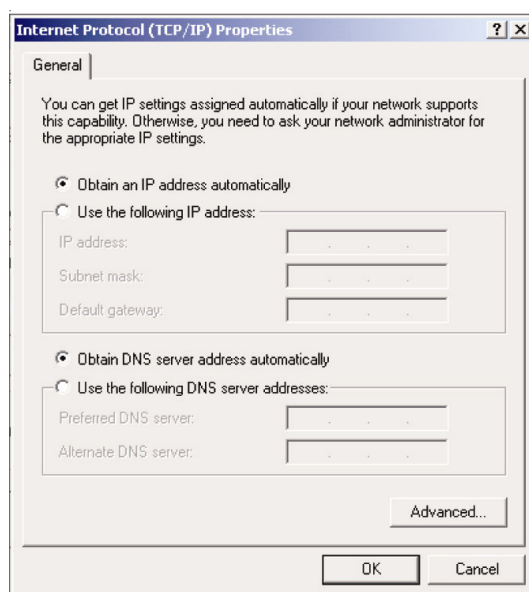 Internet Protocol (TCP/IP) Properties
General
You can get IP settings assigned automatically if your network supports
this capability. Otherwise, you need to ask your network administrator for
the appropriate IP settings.
Obtain an IP address automatically
Use the following IP address:
IP address:
Subnet mask:
Default gateway:
Obtain DNS server address automatically
Use the following DNS server addresses:
Preferred DNS server:
Alternate DNS server:
Advanced...
OK Cancel